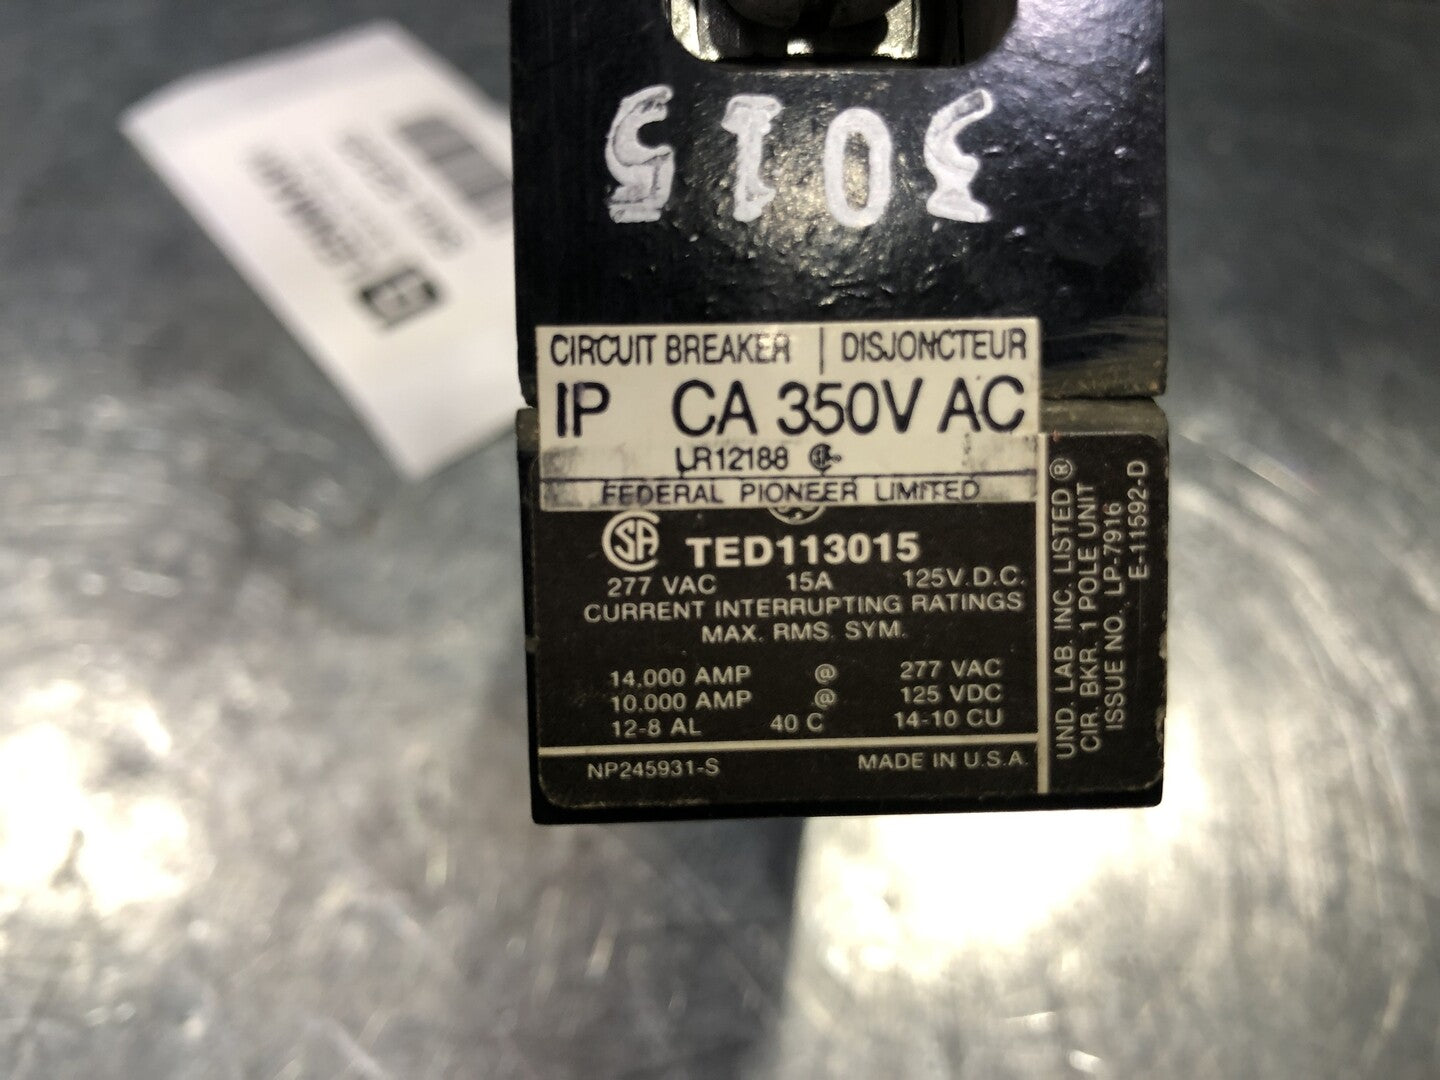 3015
CIRCUIT BREAKER | DISJONCTEUR
IP CA 350V AC
LR12188
FEDERAL PIONEER LIMITED
SA TED113015
277 VAC 15A 125V.D.C.
CURRENT INTERRUPTING RATINGS
MAX. RMS. SYM.
14,000 AMP @ 277 VAC
10,000 AMP @ 125 VDC
12-8 AL 40 C 14-10 CU
NP245931-S MADE IN U.S.A.
UND. LAB. INC. LISTED ®
CIR. BKR. 1 POLE UNIT
ISSUE NO. LP-7916
E-11592-D